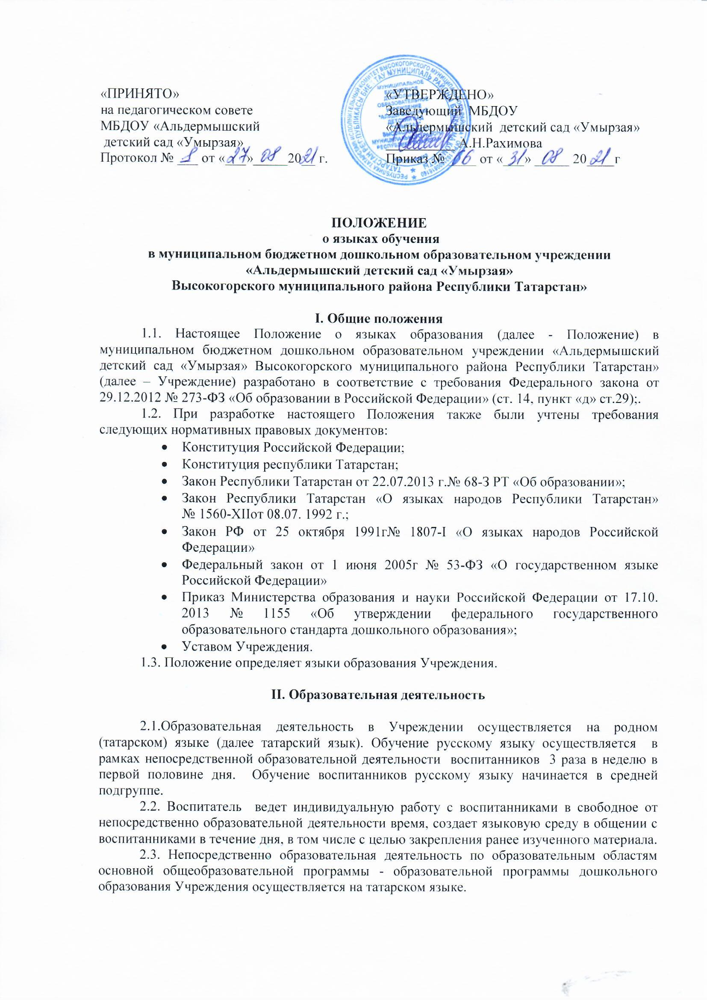 «ПРИНЯТО»
на педагогическом совете
МБДОУ «Альдермышский
детский сад «Умырзая»
Протокол № 1 от «27» 08 2021 г.
«УТВЕРЖДЕНО»
Заведующий МБДОУ
«Альдермышский детский сад «Умырзая»
А.Н.Рахимова
Приказ № 66 от «31» 08 2021 г
ПОЛОЖЕНИЕ
о языках обучения
в муниципальном бюджетном дошкольном образовательном учреждении
«Альдермышский детский сад «Умырзая»
Высокогорского муниципального района Республики Татарстан»
I. Общие положения
1.1. Настоящее Положение о языках образования (далее - Положение) в
муниципальном бюджетном дошкольном образовательном учреждении «Альдермышский
детский сад «Умырзая» Высокогорского муниципального района Республики Татарстан»
(далее – Учреждение) разработано в соответствие с требования Федерального закона от
29.12.2012 № 273-ФЗ «Об образовании в Российской Федерации» (ст. 14, пункт «д» ст.29);.
1.2. При разработке настоящего Положения также были учтены требования
следующих нормативных правовых документов:
• Конституция Российской Федерации;
• Конституция республики Татарстан;
• Закон Республики Татарстан от 22.07.2013 г.№ 68-З РТ «Об образовании»;
• Закон Республики Татарстан «О языках народов Республики Татарстан»
№ 1560-XIIот 08.07. 1992 г.;
• Закон РФ от 25 октября 1991г№ 1807-I «О языках народов Российской
Федерации»
• Федеральный закон от 1 июня 2005г № 53-ФЗ «О государственном языке
Российской Федерации»
• Приказ Министерства образования и науки Российской Федерации от 17.10.
2013 № 1155 «Об утверждении федерального государственного
образовательного стандарта дошкольного образования»;
• Уставом Учреждения.
1.3. Положение определяет языки образования Учреждения.
II. Образовательная деятельность
2.1.Образовательная деятельность в Учреждении осуществляется на родном
(татарском) языке (далее татарский язык). Обучение русскому языку осуществляется в
рамках непосредственной образовательной деятельности воспитанников 3 раза в неделю в
первой половине дня. Обучение воспитанников русскому языку начинается в средней
подгруппе.
2.2. Воспитатель ведет индивидуальную работу с воспитанниками в свободное от
непосредственно образовательной деятельности время, создает языковую среду в общении с
воспитанниками в течение дня, в том числе с целью закрепления ранее изученного материала.
2.3. Непосредственно образовательная деятельность по образовательным областям
основной общеобразовательной программы - образовательной программы дошкольного
образования Учреждения осуществляется на татарском языке.